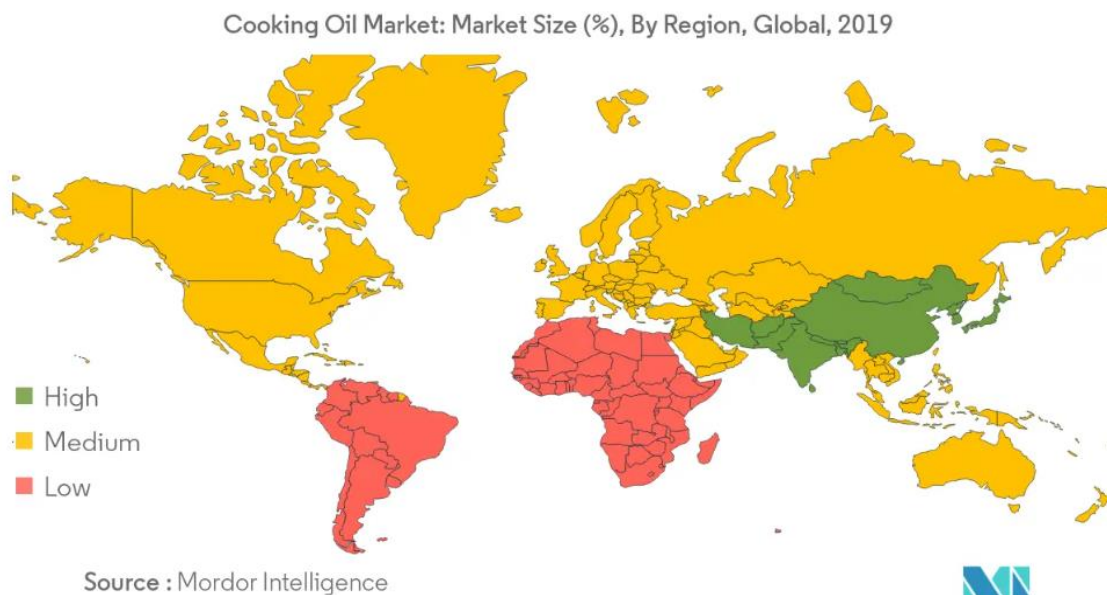 Cooking Oil Market: Market Size (%), By Region, Global, 2019
High
Medium
Low
Source : Mordor Intelligence